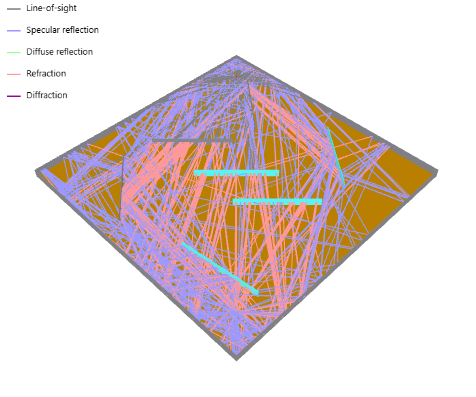 Line-of-sight
Specular reflection
Diffuse reflection
Refraction
Diffraction